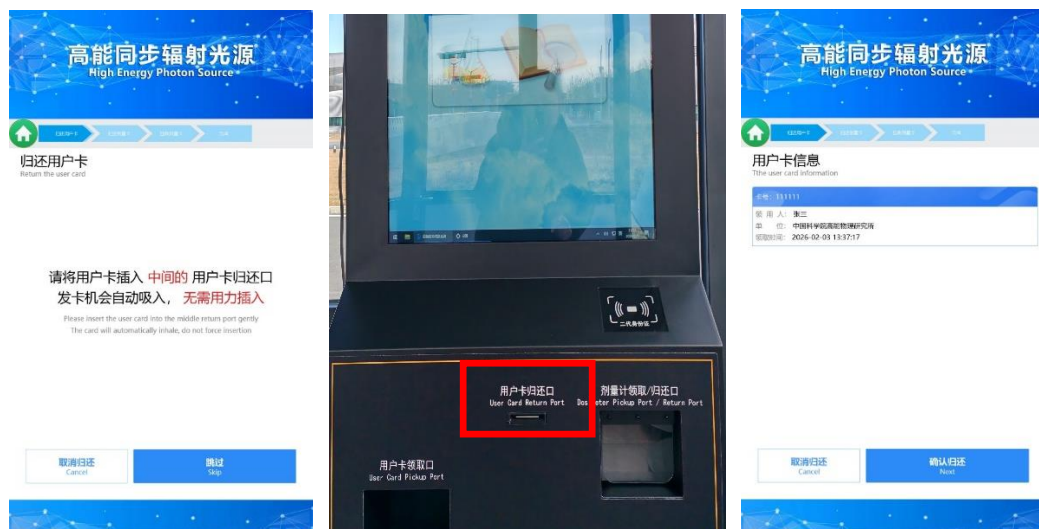 高能同步辐射光源
High Energy Photon Source
归还用户卡
Return the user card
请将用户卡插入 中间的 用户卡归还口
发卡机会自动吸入， 无需用力插入
Please insert the user card into the middle return port gently
The card will automatically inhale, do not force insertion
取消归还
Cancel
跳过
Skip
二代身份证
用户卡归还口
User Card Return Port
剂量计领取/归还口
Dosimeter Pickup Port / Return Port
用户卡领取口
User Card Pickup Port
高能同步辐射光源
High Energy Photon Source
用户卡信息
Tthe user card information
卡号：111111
领 用 人： 张三
单 位： 中国科学院高能物理研究所
领取时间： 2026-02-03 13:37:17
取消归还
Cancel
确认归还
Next